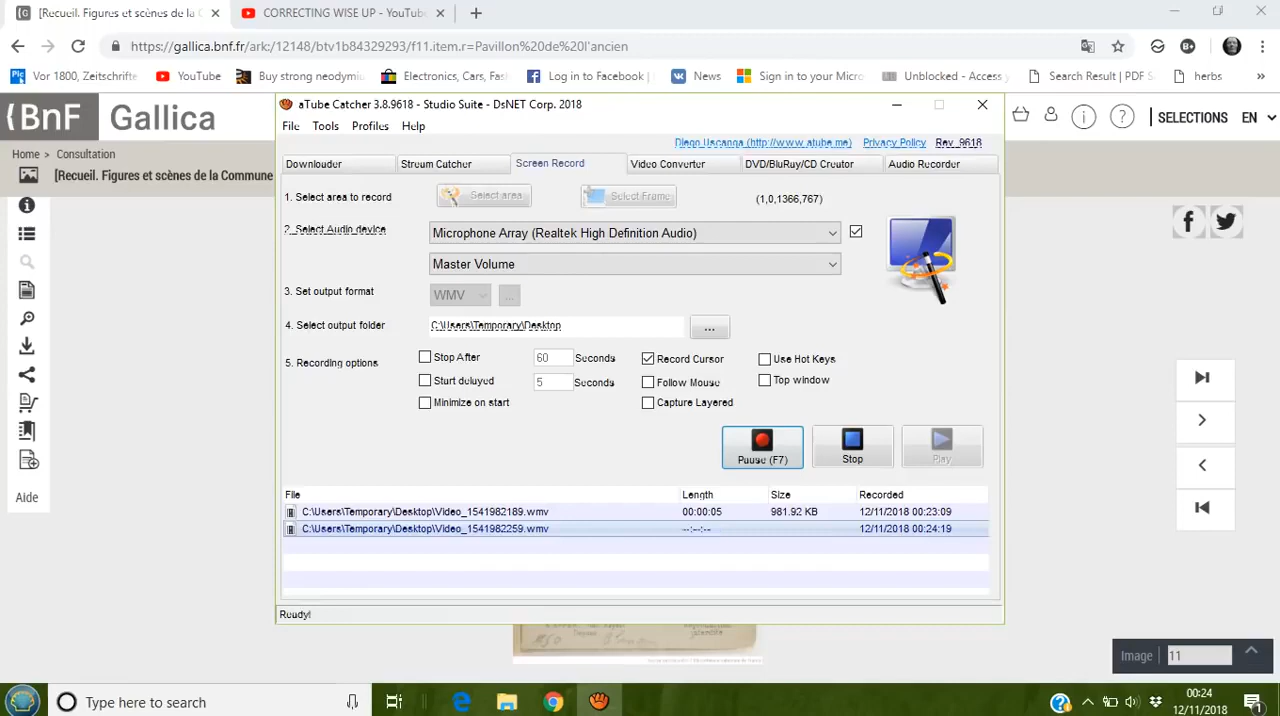 [Recueil. Figures et scènes de la C
CORRECTING WISE UP - YouTube
https://gallica.bnf.fr/ark:/12148/btv1b84329293/f11.item.r=Pavillon%20de%20l'ancien
Vor 1800, Zeitschrifte
YouTube
Buy strong neodymiu
Electronics, Cars, Fas
Log in to Facebook
News
Sign in to your Micro
Unblocked - Access
Search Result | PDF S
herbs
»
aTube Catcher 3.8.9618 - Studio Suite - DsNET Corp. 2018
{BnF Gallica
SELECTIONS EN
File Tools Profiles Help
Diego Uscanga (http://www.atube.me) Privacy Policy Rev. 9618
Home > Consultation
Downloader Stream Catcher Screen Record Video Converter DVD/BluRay/CD Creator Audio Recorder
[Recueil. Figures et scènes de la Commune
1. Select area to record Select area Select Frame (1,0,1366,767)
2. Select Audio device Microphone Array (Realtek High Definition Audio)
Master Volume
3. Set output format WMV ...
4. Select output folder C:\Users\Temporary\Desktop ...
5. Recording options
Stop After 60 Seconds Record Cursor Use Hot Keys
Start delayed 5 Seconds Follow Mouse Top window
Minimize on start Capture Layered
Pause (F7) Stop Play
Aide
File Length Size Recorded
C:\Users\Temporary\Desktop\Video_1541982189.wmv 00:00:05 981.92 KB 12/11/2018 00:23:09
C:\Users\Temporary\Desktop\Video_1541982259.wmv --:--:-- 12/11/2018 00:24:19
Ready!
Image 11
Type here to search
00:24
12/11/2018
1